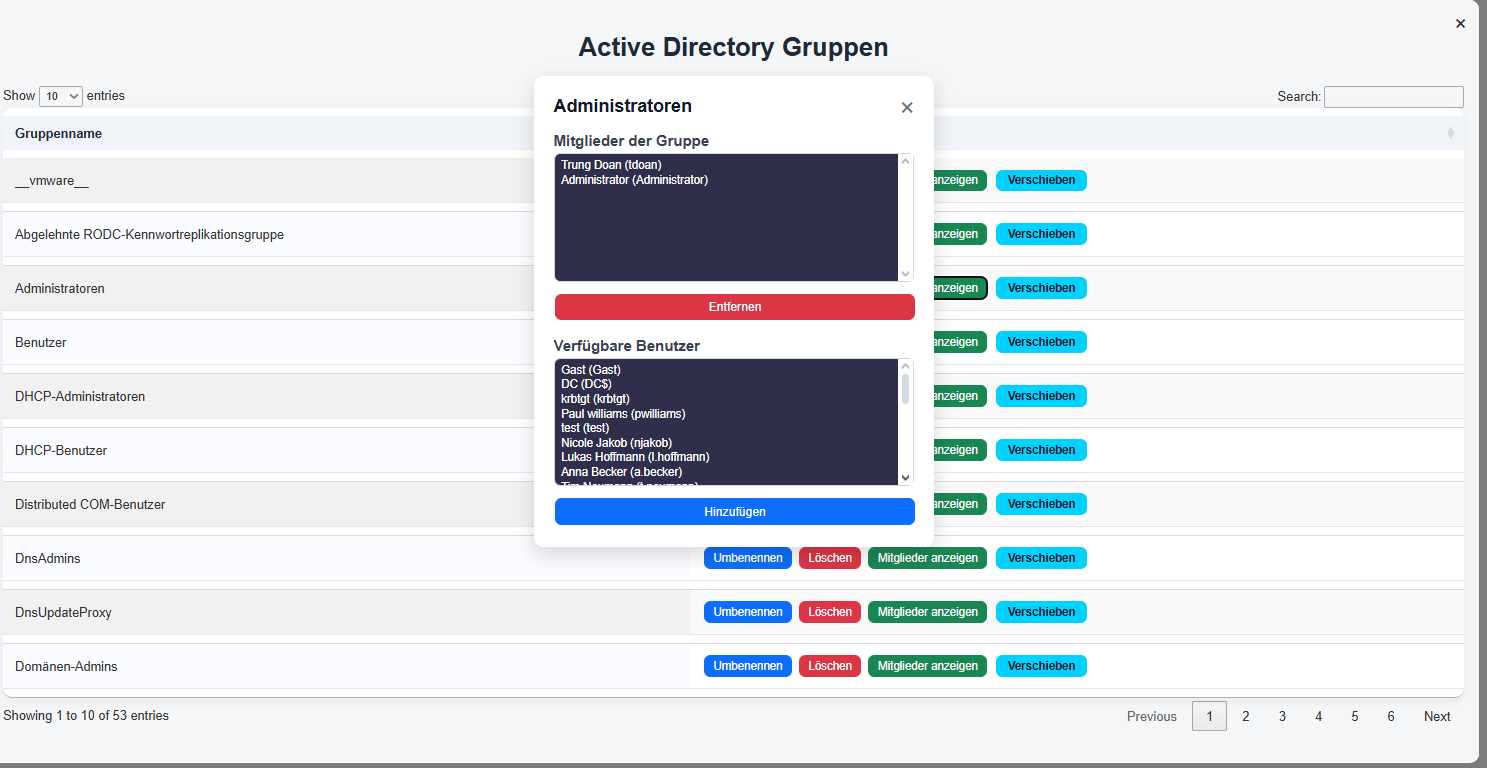 ×
Active Directory Gruppen
Show 10 entries
Search:
Gruppenname
__vmware__
anzeigen Verschieben
Abgelehnte RODC-Kennwortreplikationsgruppe
anzeigen Verschieben
Administratoren
anzeigen Verschieben
Benutzer
anzeigen Verschieben
DHCP-Administratoren
anzeigen Verschieben
DHCP-Benutzer
anzeigen Verschieben
Distributed COM-Benutzer
anzeigen Verschieben
DnsAdmins
Umbenennen Löschen Mitglieder anzeigen Verschieben
DnsUpdateProxy
Umbenennen Löschen Mitglieder anzeigen Verschieben
Domänen-Admins
Umbenennen Löschen Mitglieder anzeigen Verschieben
Showing 1 to 10 of 53 entries
Previous 1 2 3 4 5 6 Next
Administratoren ×
Mitglieder der Gruppe
Trung Doan (tdoan)
Administrator (Administrator)
Entfernen
Verfügbare Benutzer
Gast (Gast)
DC (DC$)
krbtgt (krbtgt)
Paul williams (pwilliams)
test (test)
Nicole Jakob (njakob)
Lukas Hoffmann (l.hoffmann)
Anna Becker (a.becker)
Hinzufügen